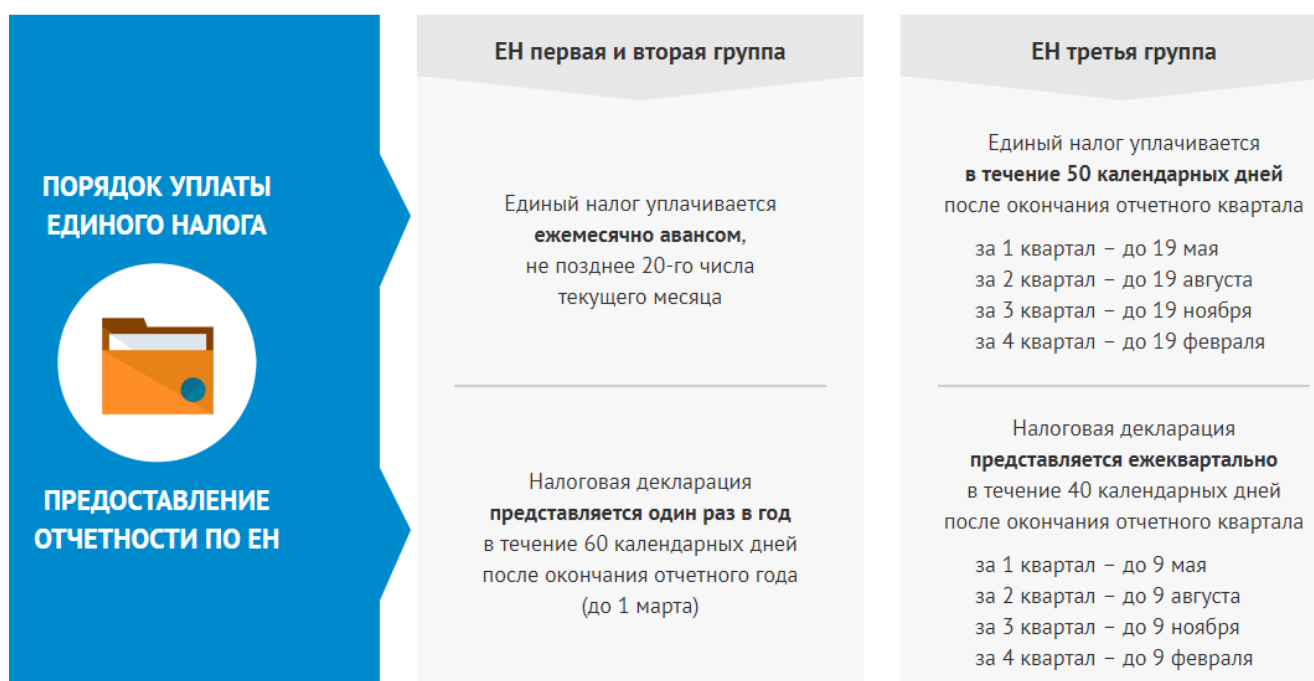 ПОРЯДОК УПЛАТЫ
ЕДИНОГО НАЛОГА
ПРЕДОСТАВЛЕНИЕ
ОТЧЕТНОСТИ ПО ЕН
ЕН первая и вторая группа
Единый налог уплачивается
ежемесячно авансом,
не позднее 20-го числа
текущего месяца
Налоговая декларация
представляется один раз в год
в течение 60 календарных дней
после окончания отчетного года
(до 1 марта)
ЕН третья группа
Единый налог уплачивается
в течение 50 календарных дней
после окончания отчетного квартала
за 1 квартал – до 19 мая
за 2 квартал – до 19 августа
за 3 квартал – до 19 ноября
за 4 квартал – до 19 февраля
Налоговая декларация
представляется ежеквартально
в течение 40 календарных дней
после окончания отчетного квартала
за 1 квартал – до 9 мая
за 2 квартал – до 9 августа
за 3 квартал – до 9 ноября
за 4 квартал – до 9 февраля